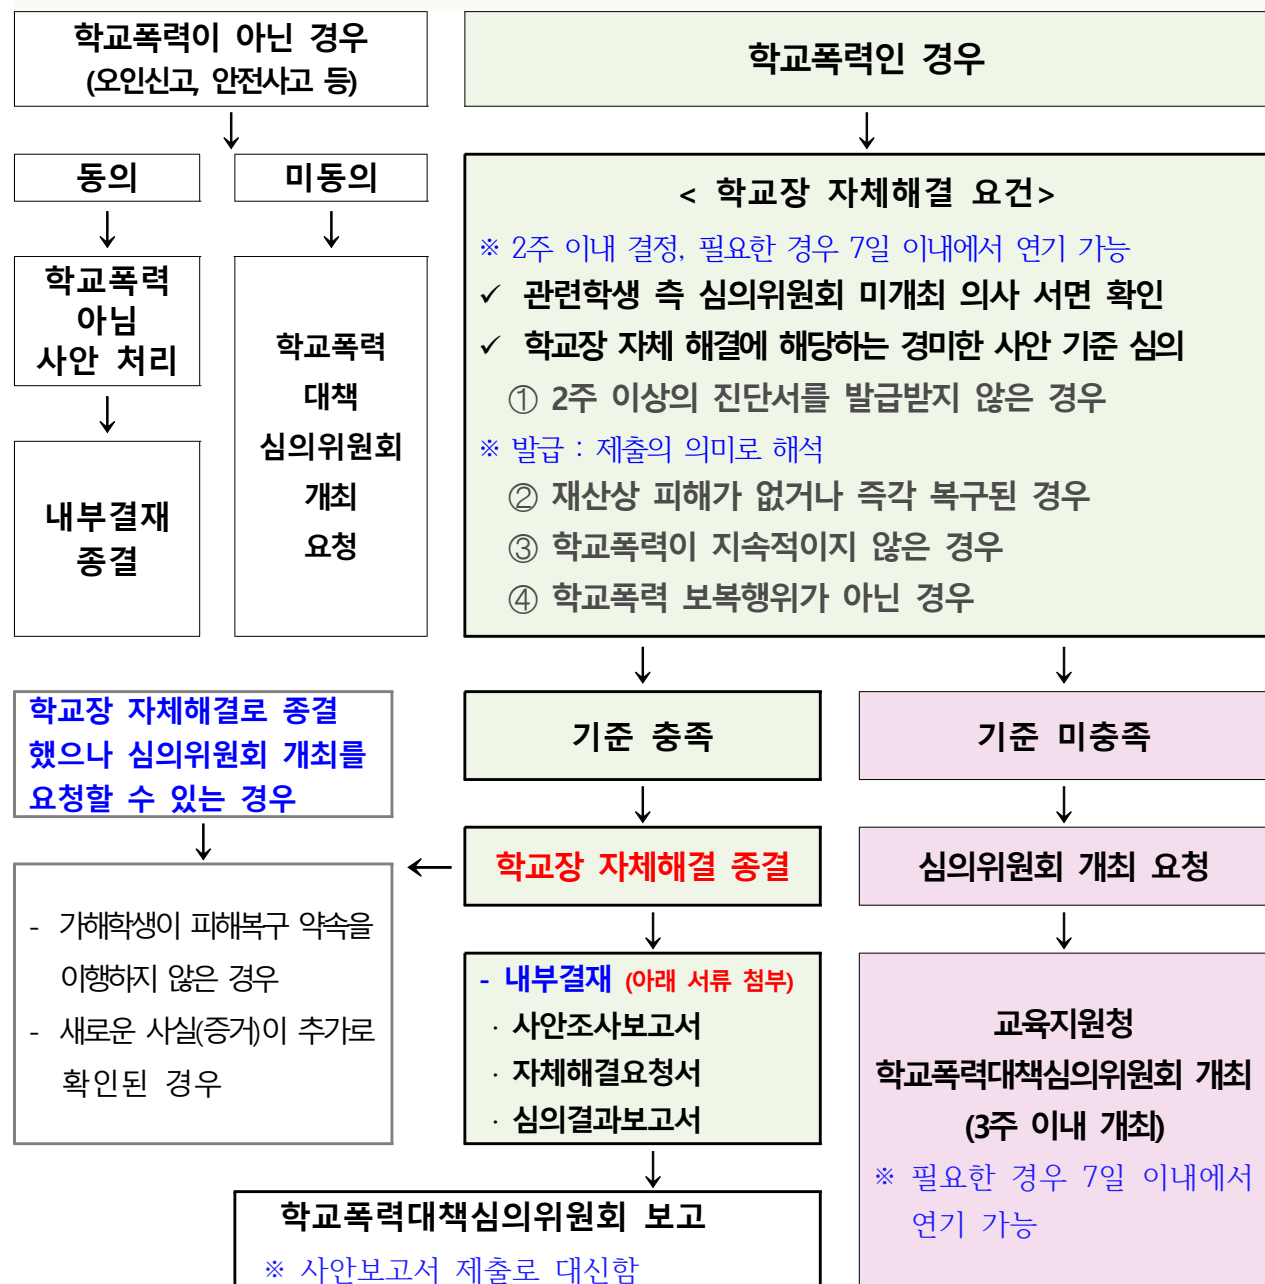 학교폭력이 아닌 경우
(오인신고, 안전사고 등)
학교폭력인 경우
동의
미동의
학교폭력
아님
사안 처리
내부결재
종결
학교폭력
대책
심의위원회
개최
요청
< 학교장 자체해결 요건>
※ 2주 이내 결정, 필요한 경우 7일 이내에서 연기 가능
✓ 관련학생 측 심의위원회 미개최 의사 서면 확인
✓ 학교장 자체 해결에 해당하는 경미한 사안 기준 심의
① 2주 이상의 진단서를 발급받지 않은 경우
※ 발급 : 제출의 의미로 해석
② 재산상 피해가 없거나 즉각 복구된 경우
③ 학교폭력이 지속적이지 않은 경우
④ 학교폭력 보복행위가 아닌 경우
학교장 자체해결로 종결
했으나 심의위원회 개최를
요청할 수 있는 경우
기준 충족
기준 미충족
학교장 자체해결 종결
심의위원회 개최 요청
- 가해학생이 피해복구 약속을
이행하지 않은 경우
- 새로운 사실(증거)이 추가로
확인된 경우
- 내부결재 (아래 서류 첨부)
· 사안조사보고서
· 자체해결요청서
· 심의결과보고서
교육지원청
학교폭력대책심의위원회 개최
(3주 이내 개최)
※ 필요한 경우 7일 이내에서
연기 가능
학교폭력대책심의위원회 보고
※ 사안보고서 제출로 대신함